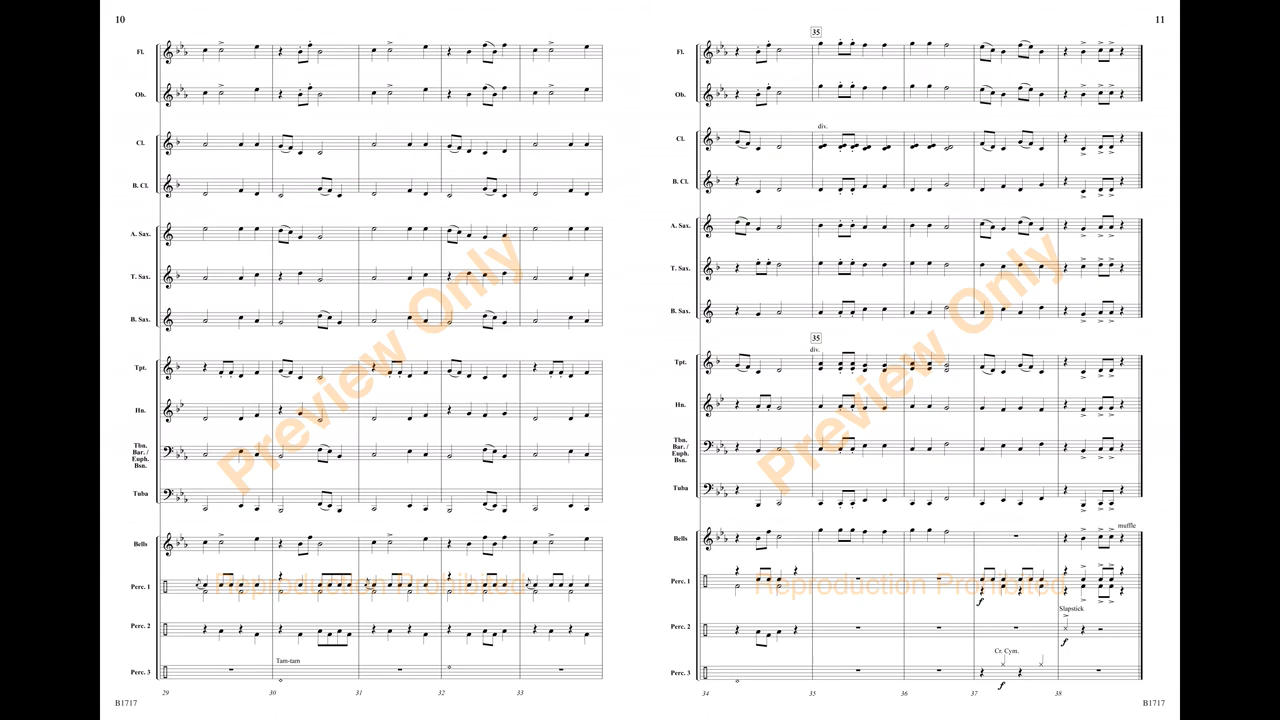 10
Fl.
Ob.
Cl.
B. Cl.
A. Sax.
T. Sax.
B. Sax.
Tpt.
Hn.
Tbn.
Bar. /
Euph.
Bsn.
Tuba
Bells
Perc. 1
Perc. 2
Perc. 3
Tam-tam
29 30 31 32 33
B1717
Preview Only
Reproduction Prohibited
11
35
Fl.
Ob.
div.
Cl.
B. Cl.
A. Sax.
T. Sax.
B. Sax.
35
div.
Tpt.
Hn.
Tbn.
Bar. /
Euph.
Bsn.
Tuba
muffle
Bells
Perc. 1
f
Slapstick
Perc. 2
f
Cr. Cym.
Perc. 3
f
34 35 36 37 38
B1717
Preview Only
Reproduction Prohibited